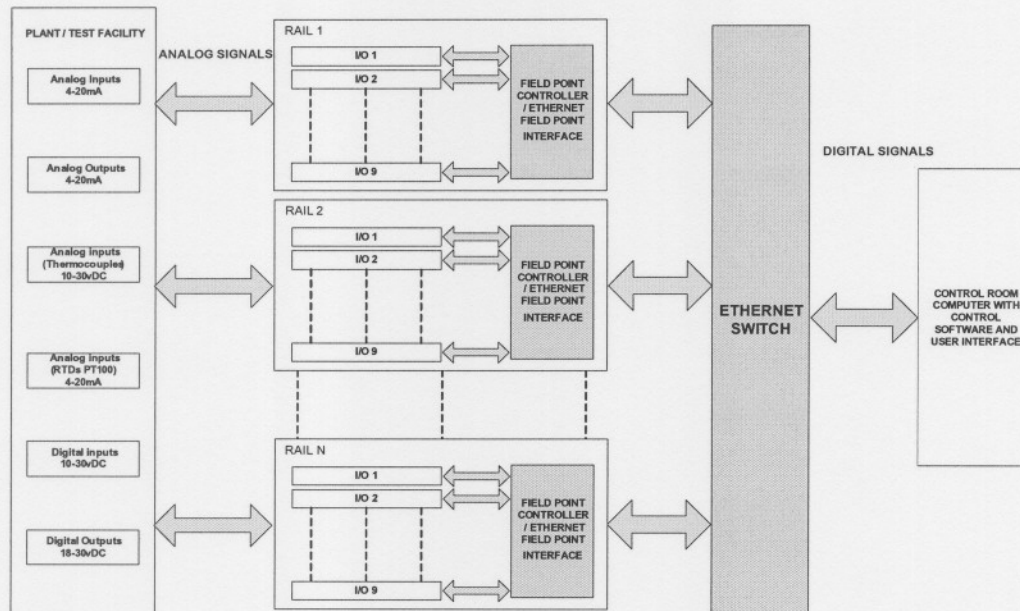 PLANT / TEST FACILITY
Analog Inputs
4-20mA
Analog Outputs
4-20mA
Analog Inputs
(Thermocouples)
10-30vDC
Analog Inputs
(RTDs PT100)
4-20mA
Digital Inputs
10-30vDC
Digital Outputs
18-30vDC
ANALOG SIGNALS
RAIL 1
I/O 1
I/O 2
I/O 9
FIELD POINT
CONTROLLER
/ ETHERNET
FIELD POINT
INTERFACE
RAIL 2
I/O 1
I/O 2
I/O 9
FIELD POINT
CONTROLLER
/ ETHERNET
FIELD POINT
INTERFACE
RAIL N
I/O 1
I/O 2
I/O 9
FIELD POINT
CONTROLLER
/ ETHERNET
FIELD POINT
INTERFACE
ETHERNET
SWITCH
DIGITAL SIGNALS
CONTROL ROOM
COMPUTER WITH
CONTROL
SOFTWARE AND
USER INTERFACE